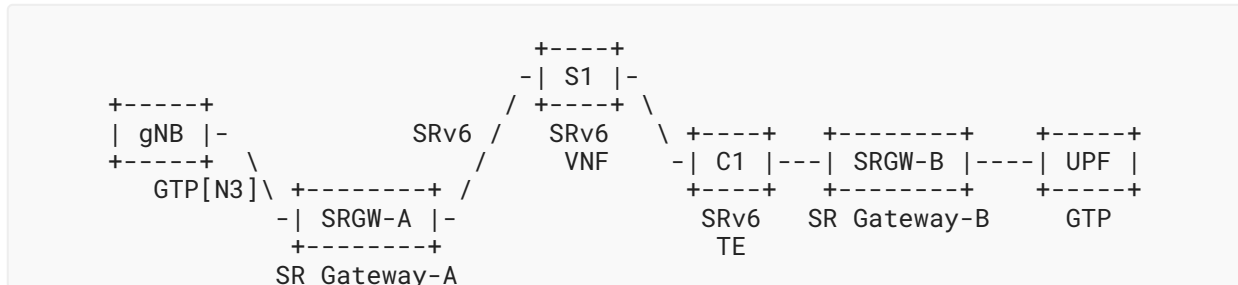 +----+
                                 -| S1 |-
     +-----+                    / +----+ \
     | gNB |-            SRv6  /   SRv6   \  +----+   +--------+    +-----+
     +-----+  \               /    VNF     -| C1 |---| SRGW-B |----| UPF |
        GTP[N3]\ +--------+ /                +----+   +--------+    +-----+
                -| SRGW-A |-                  SRv6   SR Gateway-B     GTP
                 +--------+                    TE
                SR Gateway-A